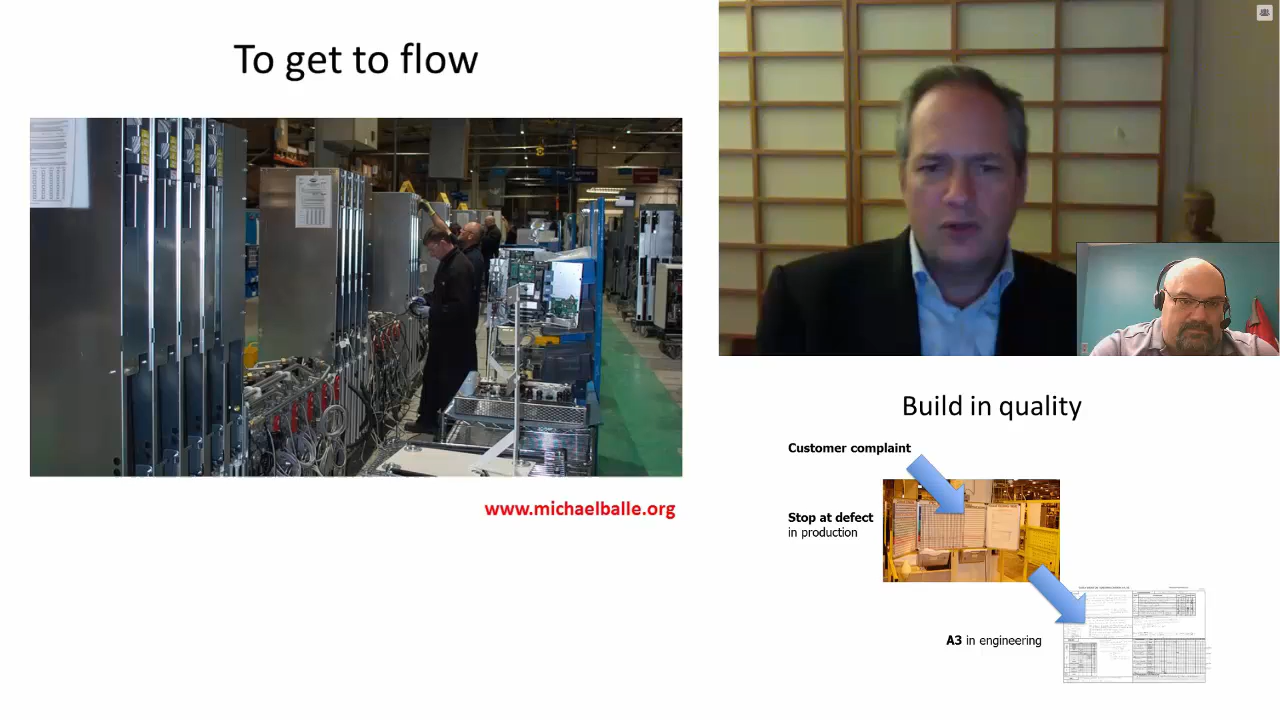 To get to flow
www.michaelballe.org
Build in quality
Customer complaint
Stop at defect
in production
A3 in engineering